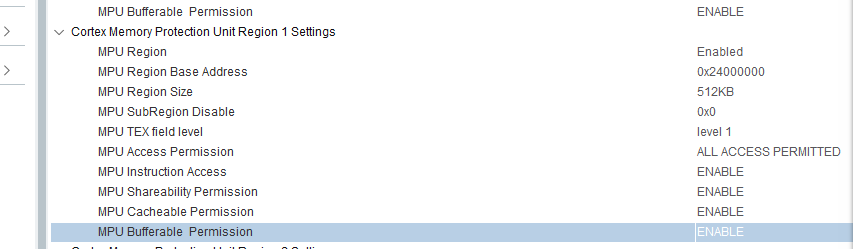 MPU Bufferable Permission ENABLE
Cortex Memory Protection Unit Region 1 Settings
MPU Region Enabled
MPU Region Base Address 0x24000000
MPU Region Size 512KB
MPU SubRegion Disable 0x0
MPU TEX field level level 1
MPU Access Permission ALL ACCESS PERMITTED
MPU Instruction Access ENABLE
MPU Shareability Permission ENABLE
MPU Cacheable Permission ENABLE
MPU Bufferable Permission ENABLE